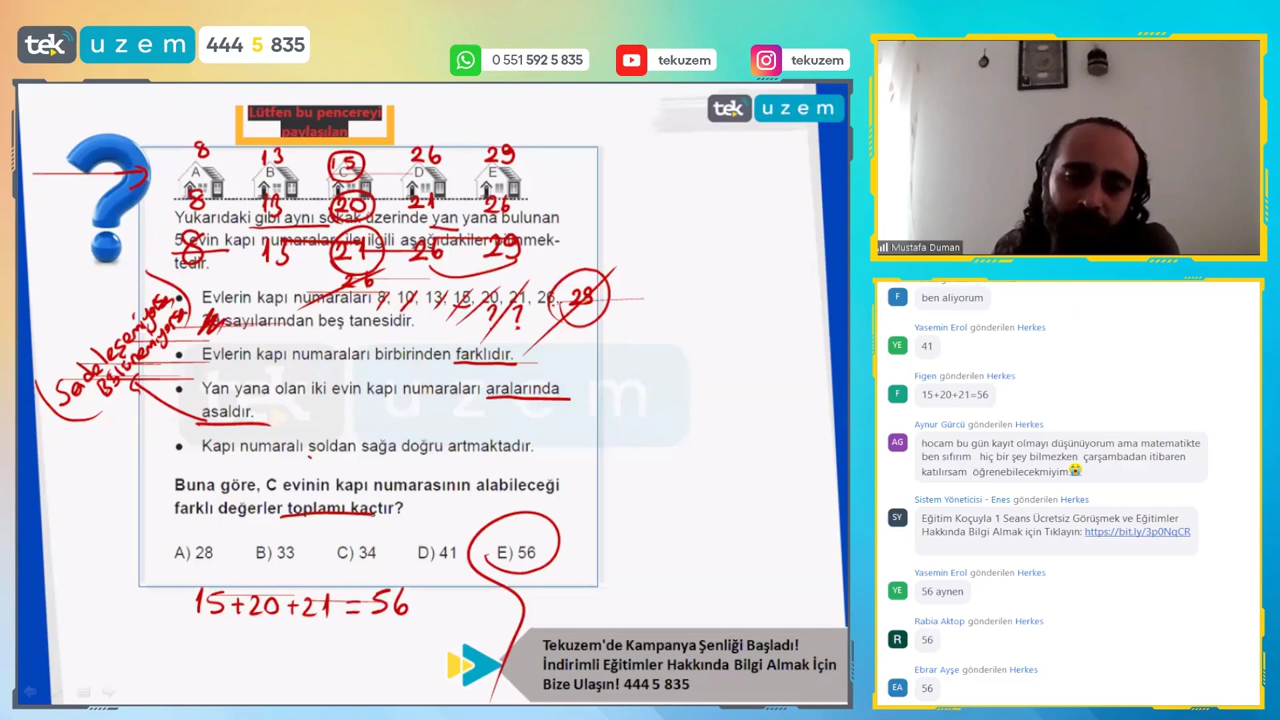 tek uzem 444 5 835
0 551 592 5 835
tekuzem
tekuzem
Lütfen bu pencereyi
paylaşılan
tek uzem
8 13 15 26 29
A B C D E
8 13 20 21 26
Yukarıdaki gibi aynı sokak üzerinde yan yana bulunan
5 evin kapı numaraları ile ilgili aşağıdakiler bilinmek-
tedir.
8 13 21 26 29
26
• Evlerin kapı numaraları 8, 10, 13, 15, 20, 21, 26,
28
sayılarından beş tanesidir.
? ?
• Evlerin kapı numaraları birbirinden farklıdır.
• Yan yana olan iki evin kapı numaraları aralarında
asaldır.
• Kapı numaralı soldan sağa doğru artmaktadır.
Sadeleşemiyorsa
Bölünemiyorsa
Buna göre, C evinin kapı numarasının alabileceği
farklı değerler toplamı kaçtır?
A) 28 B) 33 C) 34 D) 41 E) 56
15+20+21=56
Tekuzem'de Kampanya Şenliği Başladı!
İndirimli Eğitimler Hakkında Bilgi Almak İçin
Bize Ulaşın! 444 5 835
Mustafa Duman
F
ben aliyorum
Yasemin Erol gönderilen Herkes
YE
41
Figen gönderilen Herkes
F
15+20+21=56
Aynur Gürcü gönderilen Herkes
AG
hocam bu gün kayıt olmayı düşünüyorum ama matematikte
ben sıfırım hiç bir şey bilmezken çarşambadan itibaren
katılırsam öğrenebilecekmiyim😭
Sistem Yöneticisi - Enes gönderilen Herkes
SY
Eğitim Koçuyla 1 Seans Ücretsiz Görüşmek ve Eğitimler
Hakkında Bilgi Almak için Tıklayın: https://bit.ly/3p0NqCR
Yasemin Erol gönderilen Herkes
YE
56 aynen
Rabia Aktop gönderilen Herkes
R
56
Ebrar Ayşe gönderilen Herkes
EA
56